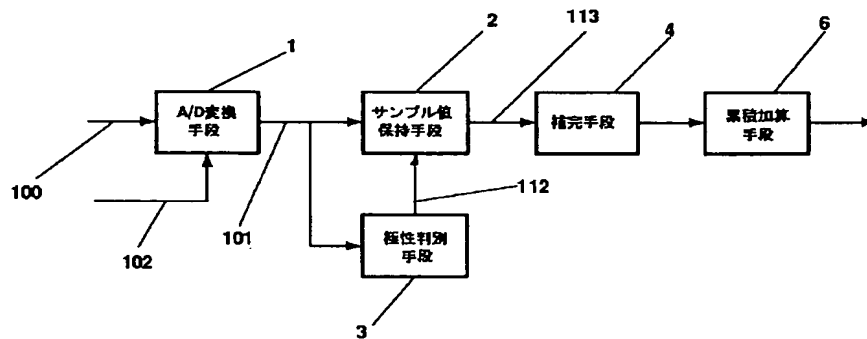 1
2
113
4
6
A/D変換
手段
サンプル値
保持手段
補完手段
累積加算
手段
100
102
101
112
極性判別
手段
3